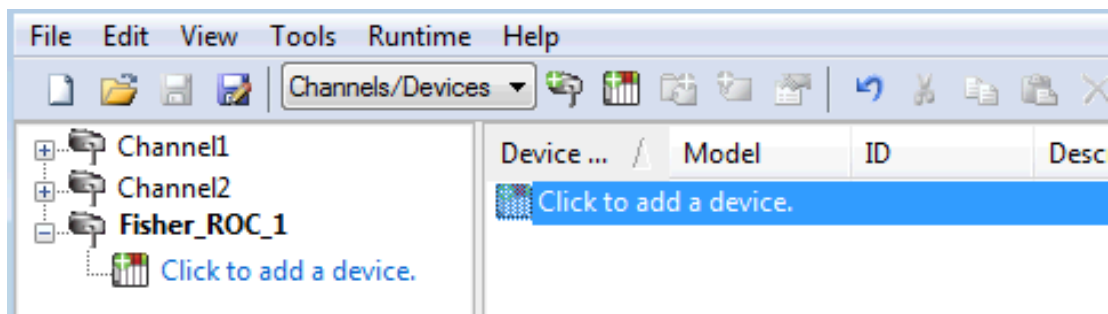 File Edit View Tools Runtime Help
Channels/Devices
Channel1
Channel2
Fisher_ROC_1
Click to add a device.
Device ... Model ID Desc
Click to add a device.